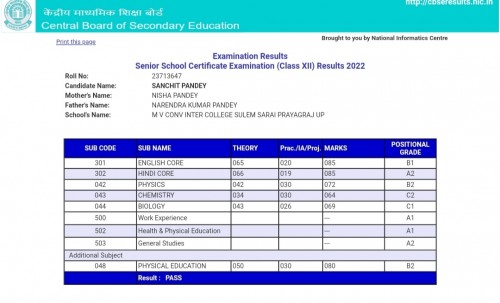 http://cbseresults.nic.in
केंद्रीय माध्यमिक शिक्षा बोर्ड
Central Board of Secondary Education
Print this page
Brought to you by National Informatics Centre
Examination Results
Senior School Certificate Examination (Class XII) Results 2022
Roll No: 23713647
Candidate Name: SANCHIT PANDEY
Mother's Name: NISHA PANDEY
Father's Name: NARENDRA KUMAR PANDEY
School's Name: M V CONV INTER COLLEGE SULEM SARAI PRAYAGRAJ UP
SUB CODE SUB NAME THEORY Prac./IA/Proj. MARKS POSITIONAL GRADE
301 ENGLISH CORE 065 020 085 B1
302 HINDI CORE 066 019 085 A2
042 PHYSICS 042 030 072 B2
043 CHEMISTRY 034 030 064 C2
044 BIOLOGY 043 026 069 C1
500 Work Experience --- A1
502 Health & Physical Education --- A1
503 General Studies --- A2
Additional Subject
048 PHYSICAL EDUCATION 050 030 080 B2
Result : PASS